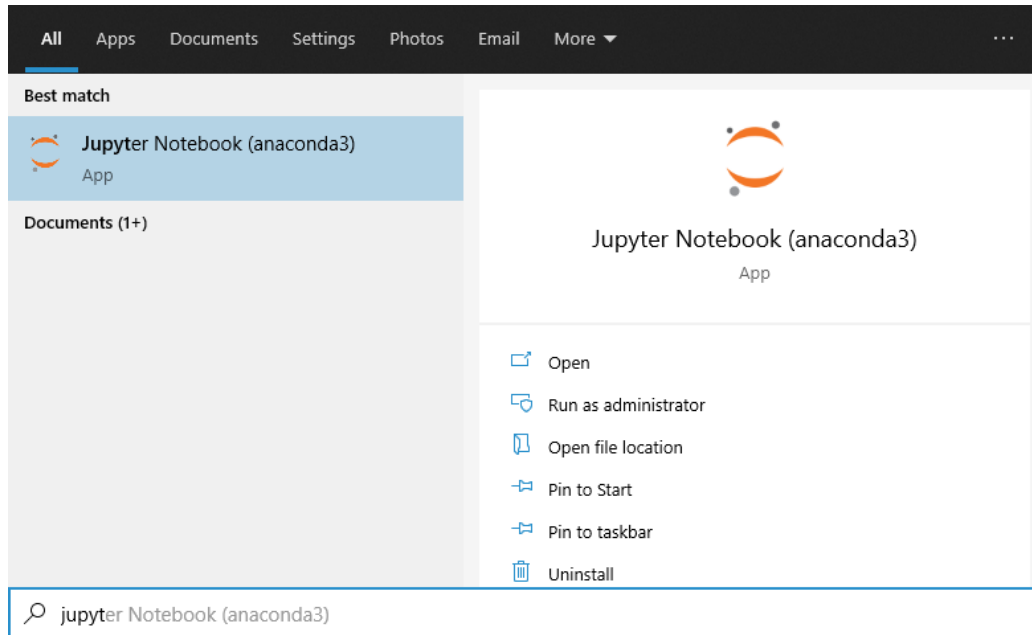 All Apps Documents Settings Photos Email More ...
Best match
Jupyter Notebook (anaconda3)
App
Documents (1+)
Jupyter Notebook (anaconda3)
App
Open
Run as administrator
Open file location
Pin to Start
Pin to taskbar
Uninstall
jupyter Notebook (anaconda3)